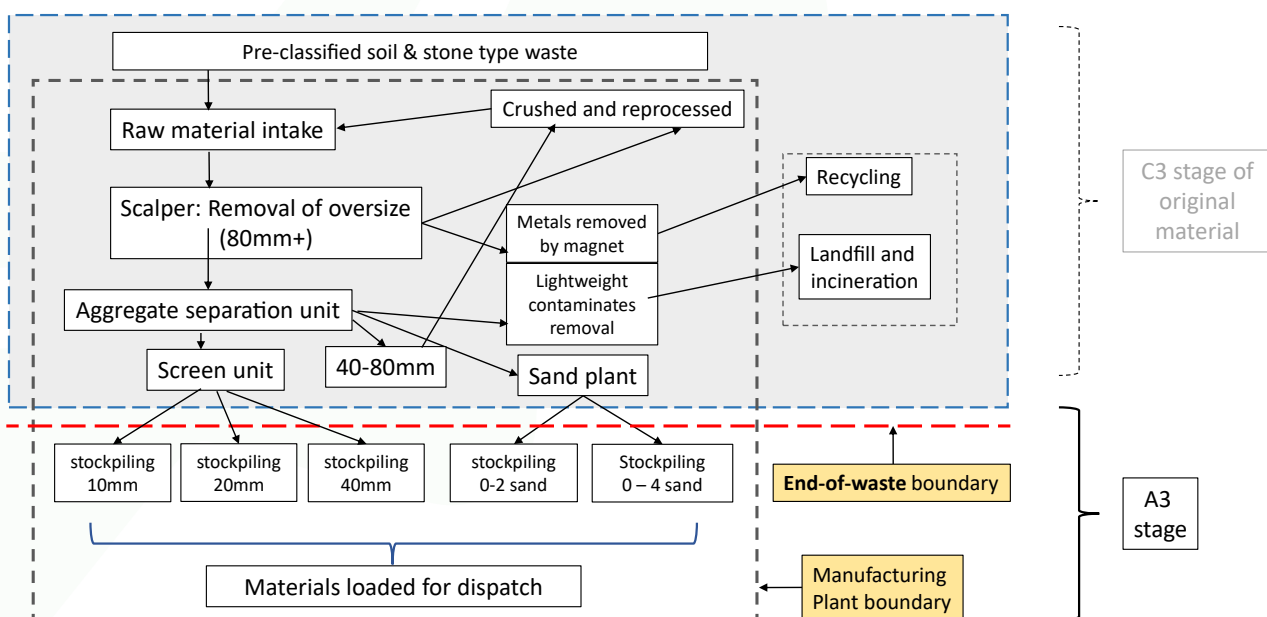 Pre-classified soil & stone type waste
Crushed and reprocessed
Raw material intake
Recycling
C3 stage of
original
material
Scalper: Removal of oversize
(80mm+)
Metals removed
by magnet
Landfill and
incineration
Lightweight
contaminates
removal
Aggregate separation unit
Screen unit
40-80mm
Sand plant
stockpiling
10mm
stockpiling
20mm
stockpiling
40mm
stockpiling
0-2 sand
Stockpiling
0 – 4 sand
End-of-waste boundary
A3
stage
Materials loaded for dispatch
Manufacturing
Plant boundary